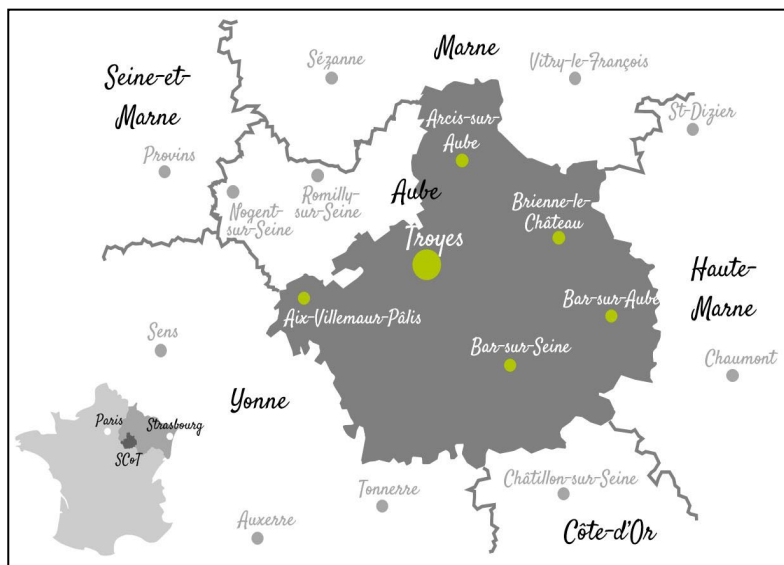 Marne
Sézanne
Vitry-le-François
Seine-et-
Marne
Arcis-sur-
Aube
St-Dizier
Provins
Romilly-
sur-Seine
Nogent-
sur-Seine
Aube
Brienne-le-
Château
Troyes
Haute-
Marne
Bar-sur-Aube
Aix-Villemaur-Pâlis
Sens
Bar-sur-Seine
Chaumont
Yonne
Paris
Strasbourg
SCoT
Tonnerre
Châtillon-sur-Seine
Auxerre
Côte-d'Or